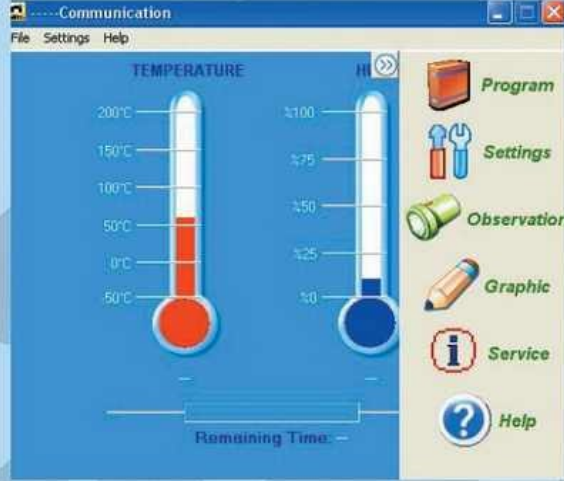 -----Communication
File Settings Help
TEMPERATURE
200°C
150°C
100°C
50°C
0°C
-50°C
--
H
%100
%75
%50
%25
%0
--
Remaining Time: --
Program
Settings
Observation
Graphic
Service
Help